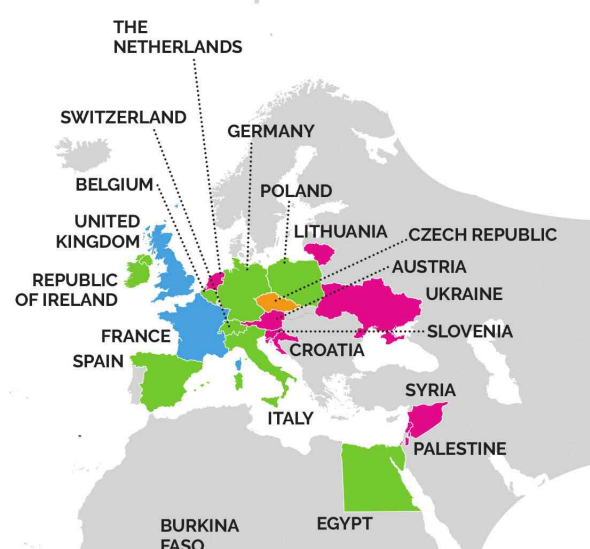 THE
NETHERLANDS
SWITZERLAND
GERMANY
BELGIUM
POLAND
UNITED
KINGDOM
LITHUANIA
CZECH REPUBLIC
AUSTRIA
REPUBLIC
OF IRELAND
UKRAINE
FRANCE
SLOVENIA
CROATIA
SPAIN
SYRIA
ITALY
PALESTINE
EGYPT
BURKINA
FASO